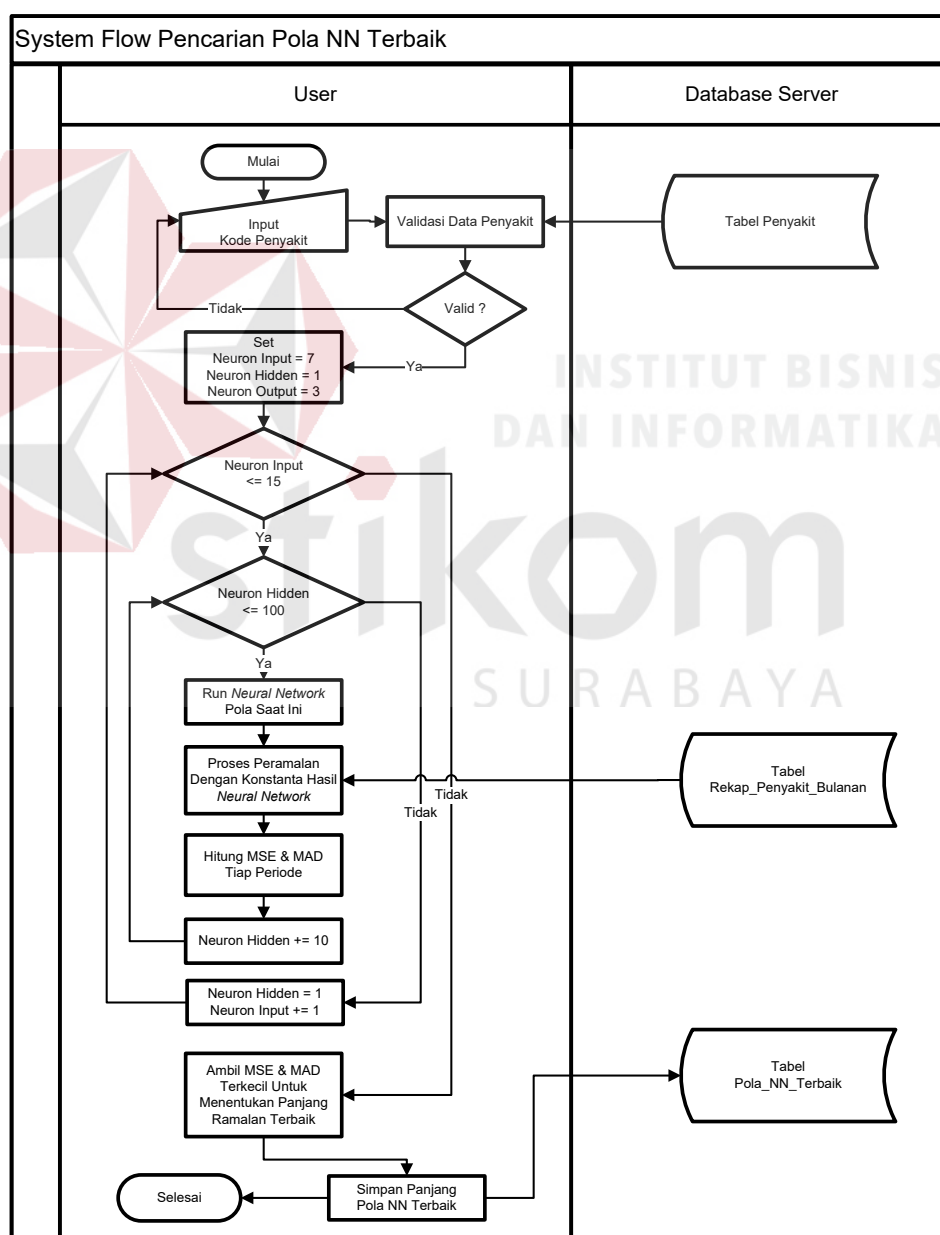 System Flow Pencarian Pola NN Terbaik
User
Database Server
Mulai
Input
Kode Penyakit
Validasi Data Penyakit
Tabel Penyakit
Tidak
Valid ?
Set
Neuron Input = 7
Neuron Hidden = 1
Neuron Output = 3
Ya
INSTITUT BISNIS
DAN INFORMATIKA
Neuron Input
<= 15
Ya
stikom
Neuron Hidden
<= 100
Ya
SURABAYA
Run Neural Network
Pola Saat Ini
Proses Peramalan
Dengan Konstanta Hasil
Neural Network
Tidak
Tidak
Tabel
Rekap_Penyakit_Bulanan
Hitung MSE & MAD
Tiap Periode
Neuron Hidden += 10
Neuron Hidden = 1
Neuron Input += 1
Ambil MSE & MAD
Terkecil Untuk
Menentukan Panjang
Ramalan Terbaik
Tabel
Pola_NN_Terbaik
Simpan Panjang
Pola NN Terbaik
Selesai